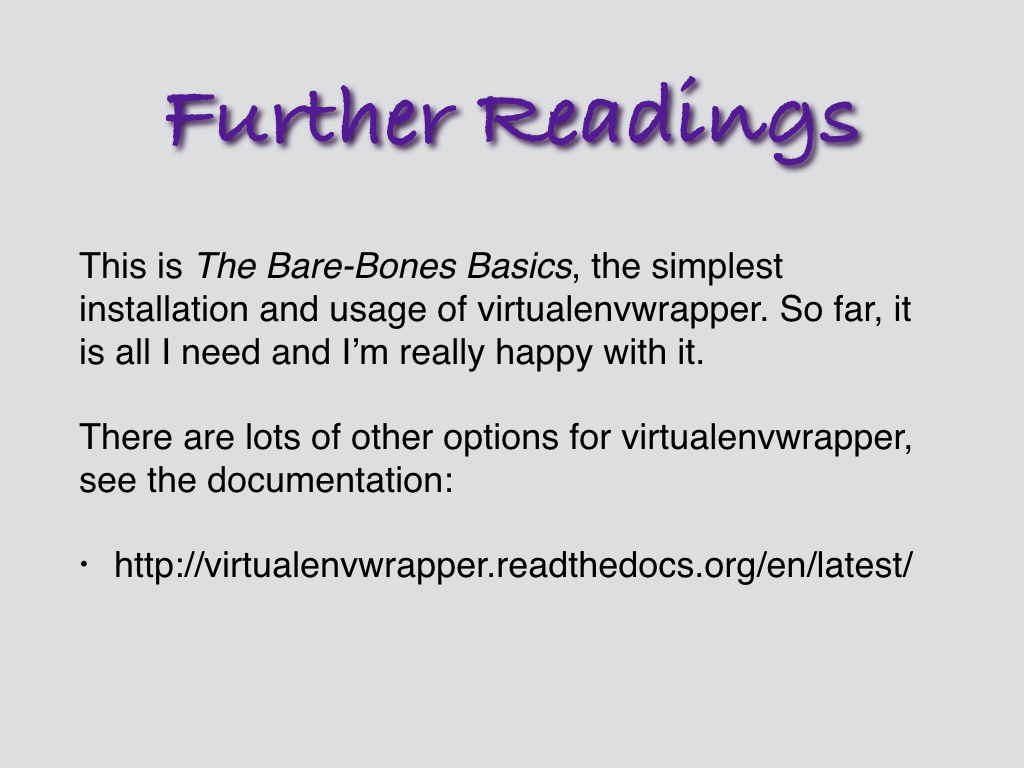 Further Readings
This is The Bare-Bones Basics, the simplest
installation and usage of virtualenvwrapper. So far, it
is all I need and I’m really happy with it.
There are lots of other options for virtualenvwrapper,
see the documentation:
• http://virtualenvwrapper.readthedocs.org/en/latest/